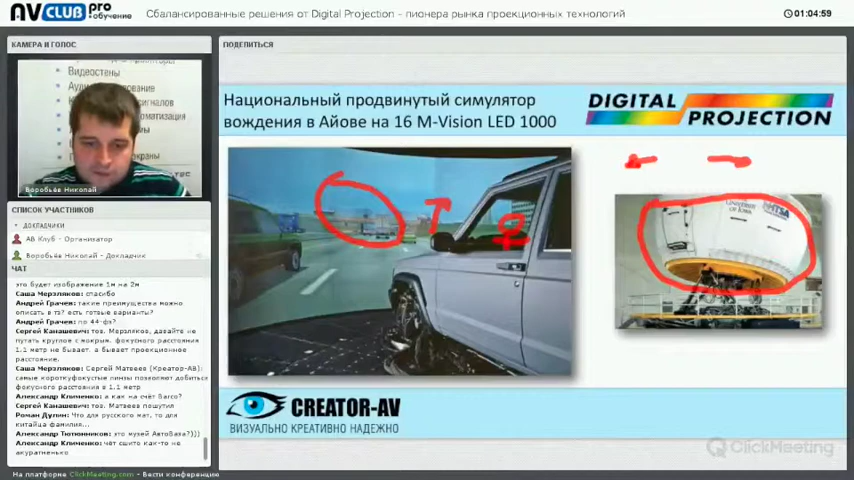 AV CLUB pro
обучение
Сбалансированные решения от Digital Projection - пионера рынка проекционных технологий
01:04:59
КАМЕРА И ГОЛОС
Видеостены
Воробьёв Николай
СПИСОК УЧАСТНИКОВ
ДОКЛАДЧИКИ
АВ Клуб - Организатор
Воробьёв Николай - Докладчик
ЧАТ
это будет изображение 1м на 2м
Саша Мерзляков: спасибо
Андрей Грачев: такие преимущества можно
описать в тз? есть готовые варианты?
Андрей Грачев: по 44-фз?
Сергей Канашевич: тов. Мерзляков, давайте не
путать круглое с мокрым. фокусного расстояния
1.1 метр не бывает. а бывает проекционное
расстояние.
Саша Мерзляков: Сергей Матвеев (Креатор-АВ):
самые короткофокусные линзы позволяют добиться
фокусного расстояния в 1.1 метр
Александр Клименко: а как на счёт Barco?
Сергей Канашевич: тов. Матвеев пошутил
Роман Дулин: Что для русского мат, то для
китайца фамилия...
Александр Тютюнников: это музей АвтоВаза?)))
Александр Клименко: чёт сшито как-то не
акуратненько
ПОДЕЛИТЬСЯ
Национальный продвинутый симулятор
вождения в Айове на 16 M-Vision LED 1000
DIGITAL
PROJECTION
NHTSA
CREATOR-AV
ВИЗУАЛЬНО КРЕАТИВНО НАДЕЖНО
ClickMeeting
На платформе ClickMeeting.com - Вести конференцию